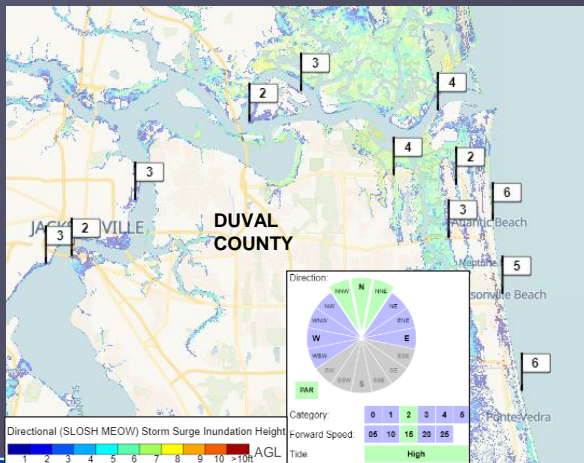 3
2
4
4
2
3
6
JACK VILLE
3
2
DUVAL
COUNTY
3
Atlantic Beach
Neptune
5
sonville Beach
6
Ponte Vedra
Direction:
N
NNW
NNE
NW
NE
WNW
ENE
W
E
WSW
ESE
SW
SE
SSW
SSE
S
PAR
Category: 0 1 2 3 4 5
Forward Speed: 05 10 15 20 25
Tide: High
Directional (SLOSH MEOW) Storm Surge Inundation Height
1 2 3 4 5 6 7 8 9 10 >10ft AGL